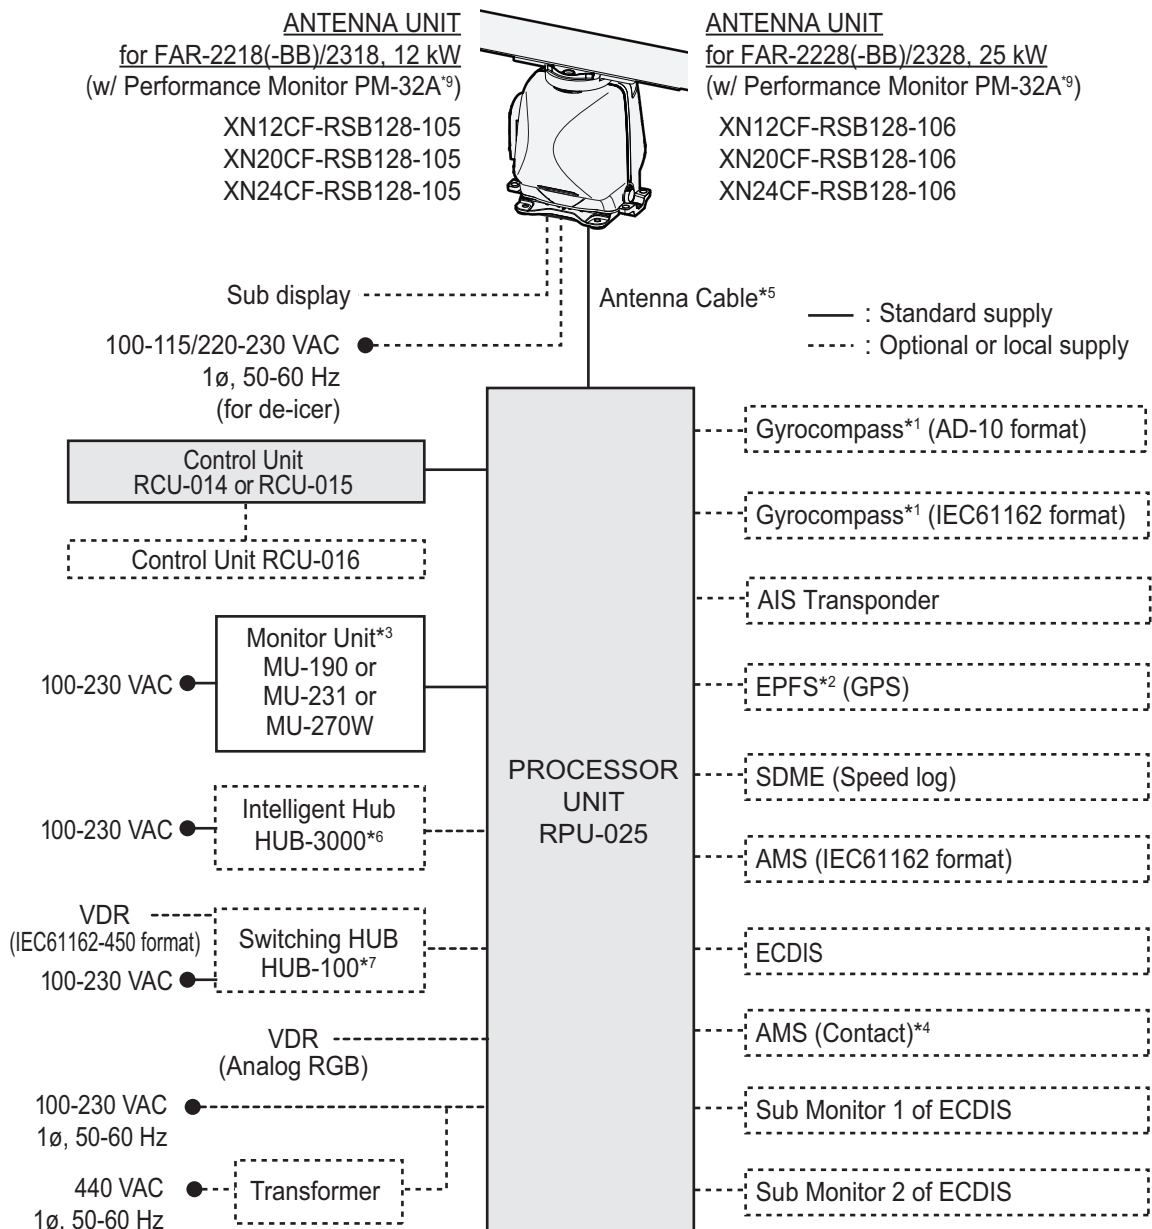 ANTENNA UNIT
for FAR-2218(-BB)/2318, 12 kW
(w/ Performance Monitor PM-32A*9)
XN12CF-RSB128-105
XN20CF-RSB128-105
XN24CF-RSB128-105
ANTENNA UNIT
for FAR-2228(-BB)/2328, 25 kW
(w/ Performance Monitor PM-32A*9)
XN12CF-RSB128-106
XN20CF-RSB128-106
XN24CF-RSB128-106
Sub display
Antenna Cable*5
100-115/220-230 VAC
1ø, 50-60 Hz
(for de-icer)
: Standard supply
: Optional or local supply
Control Unit
RCU-014 or RCU-015
Control Unit RCU-016
Monitor Unit*3
MU-190 or
MU-231 or
MU-270W
100-230 VAC
Intelligent Hub
HUB-3000*6
100-230 VAC
VDR
(IEC61162-450 format)
Switching HUB
HUB-100*7
100-230 VAC
VDR
(Analog RGB)
100-230 VAC
1ø, 50-60 Hz
440 VAC
1ø, 50-60 Hz
Transformer
PROCESSOR
UNIT
RPU-025
Gyrocompass*1 (AD-10 format)
Gyrocompass*1 (IEC61162 format)
AIS Transponder
EPFS*2 (GPS)
SDME (Speed log)
AMS (IEC61162 format)
ECDIS
AMS (Contact)*4
Sub Monitor 1 of ECDIS
Sub Monitor 2 of ECDIS